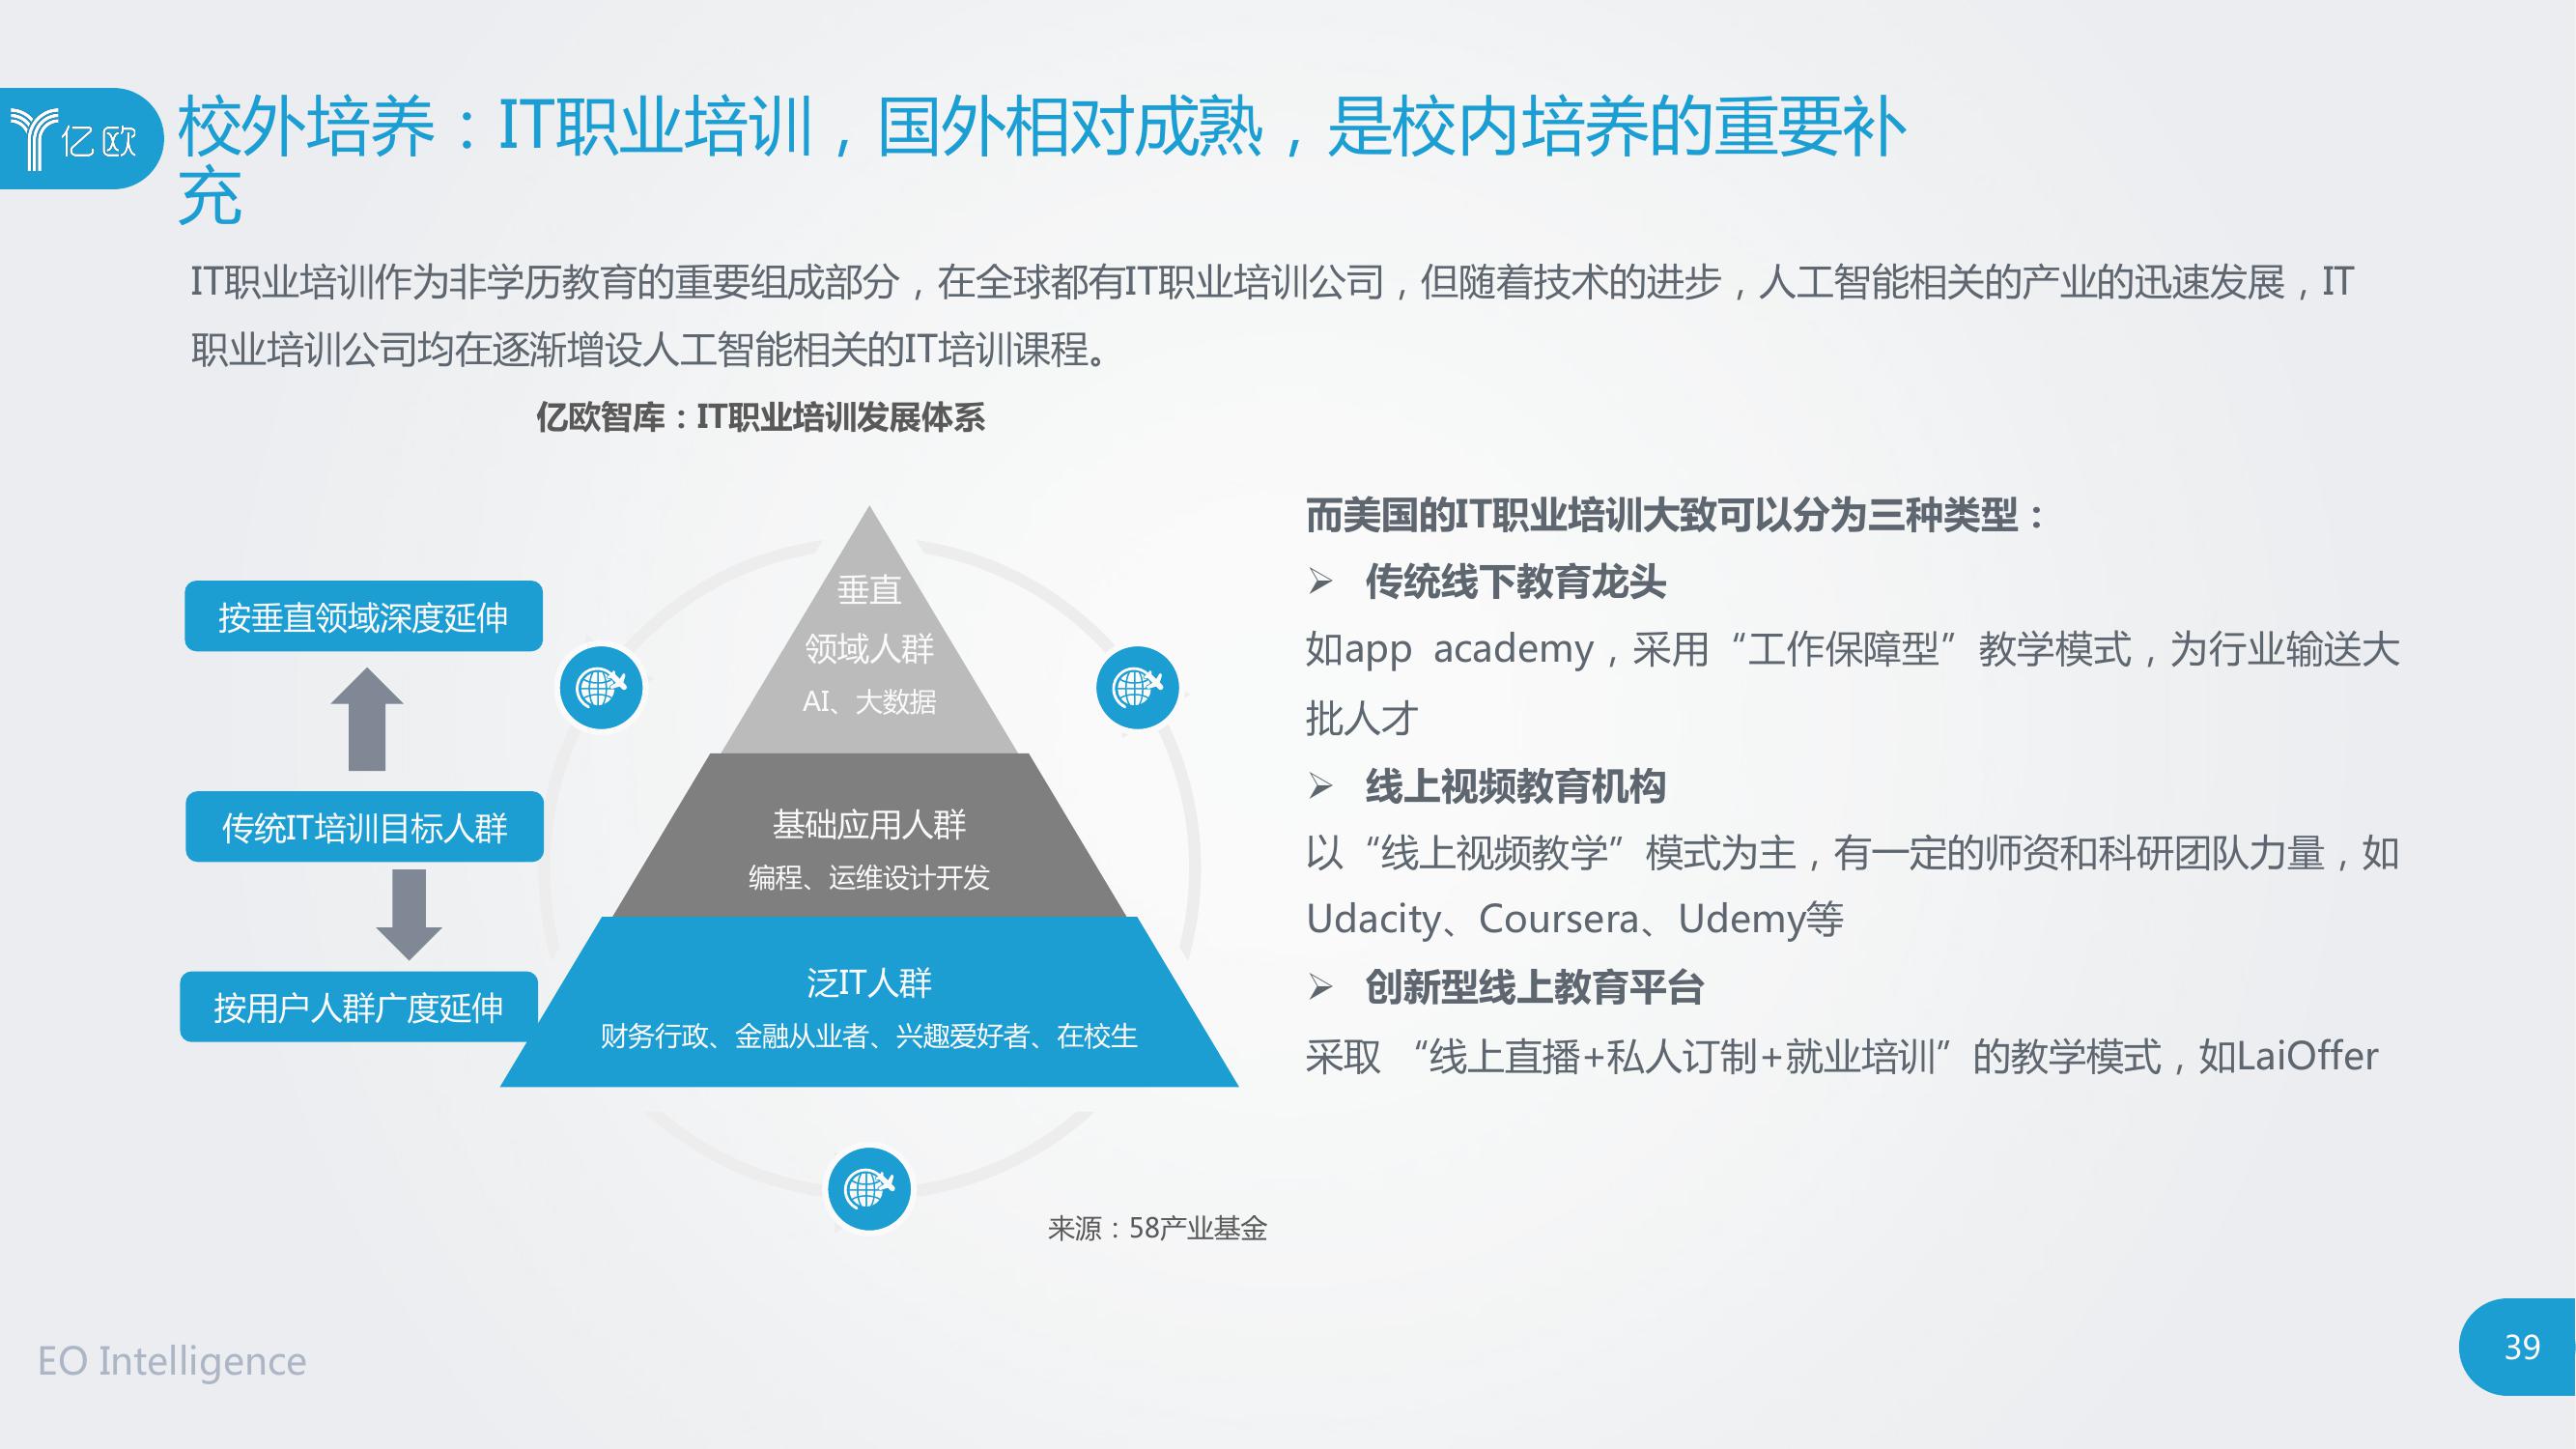 亿欧
校外培养：IT职业培训，国外相对成熟，是校内培养的重要补
充
IT职业培训作为非学历教育的重要组成部分，在全球都有IT职业培训公司，但随着技术的进步，人工智能相关的产业的迅速发展，IT
职业培训公司均在逐渐增设人工智能相关的IT培训课程。
亿欧智库：IT职业培训发展体系
按垂直领域深度延伸
传统IT培训目标人群
按用户人群广度延伸
垂直
领域人群
AI、大数据
基础应用人群
编程、运维设计开发
泛IT人群
财务行政、金融从业者、兴趣爱好者、在校生
来源：58产业基金
而美国的IT职业培训大致可以分为三种类型：
➢ 传统线下教育龙头
如app academy，采用“工作保障型”教学模式，为行业输送大
批人才
➢ 线上视频教育机构
以“线上视频教学”模式为主，有一定的师资和科研团队力量，如
Udacity、Coursera、Udemy等
➢ 创新型线上教育平台
采取 “线上直播+私人订制+就业培训”的教学模式，如LaiOffer
EO Intelligence
39